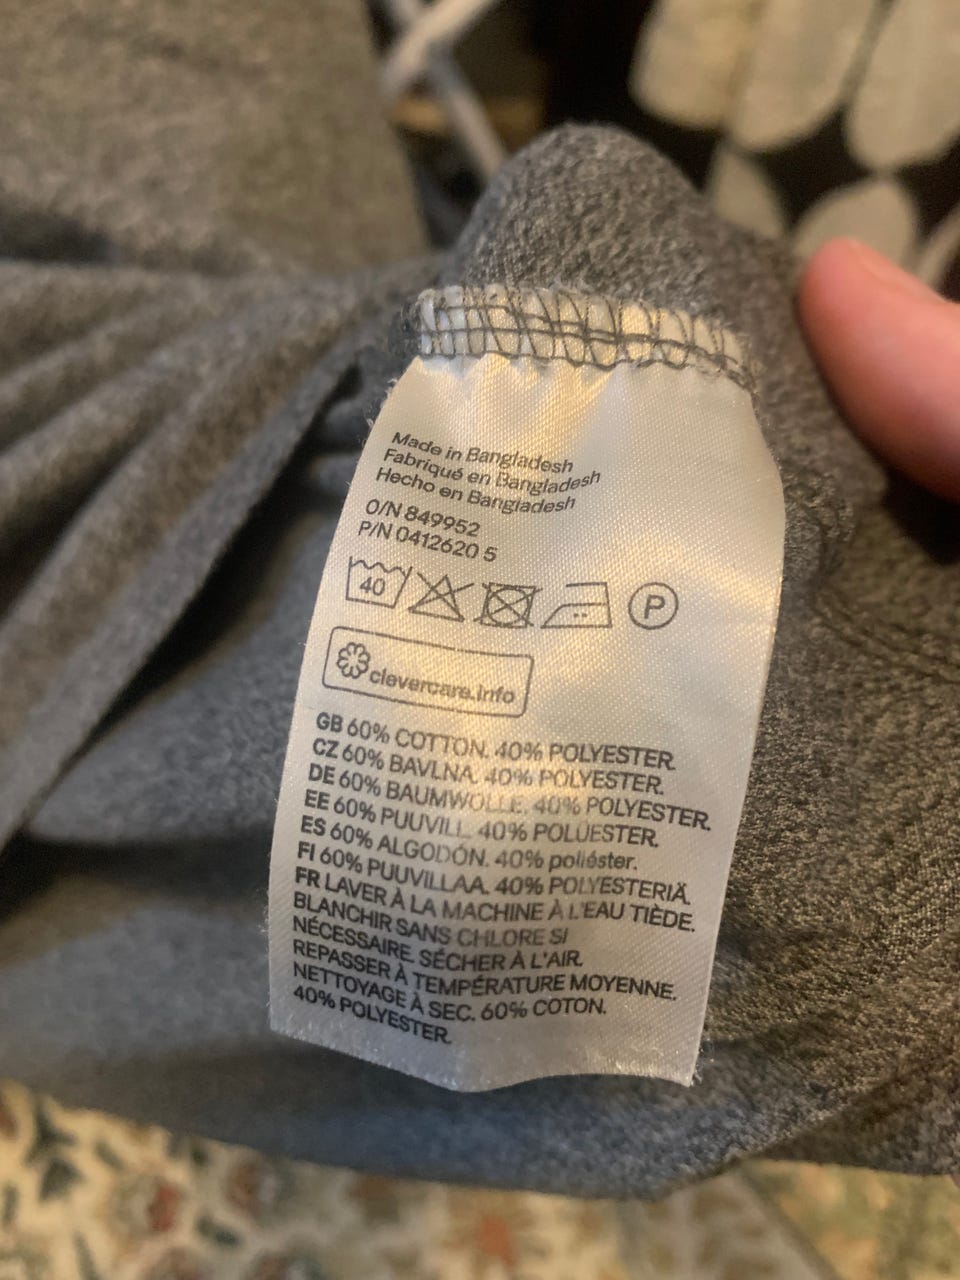 Made in Bangladesh
Fabriqué en Bangladesh
Hecho en Bangladesh
O/N 849952
P/N 0412620 5
40 P
clevercare.info
GB 60% COTTON. 40% POLYESTER.
CZ 60% BAVLNA. 40% POLYESTER.
DE 60% BAUMWOLLE. 40% POLYESTER.
EE 60% PUUVILL. 40% POLÜESTER.
ES 60% ALGODÓN. 40% poliéster.
FI 60% PUUVILLAA. 40% POLYESTERIÄ.
FR LAVER À LA MACHINE À L'EAU TIÈDE.
BLANCHIR SANS CHLORE SI
NÉCESSAIRE. SÉCHER À L'AIR.
REPASSER À TEMPÉRATURE MOYENNE.
NETTOYAGE À SEC. 60% COTON.
40% POLYESTER.